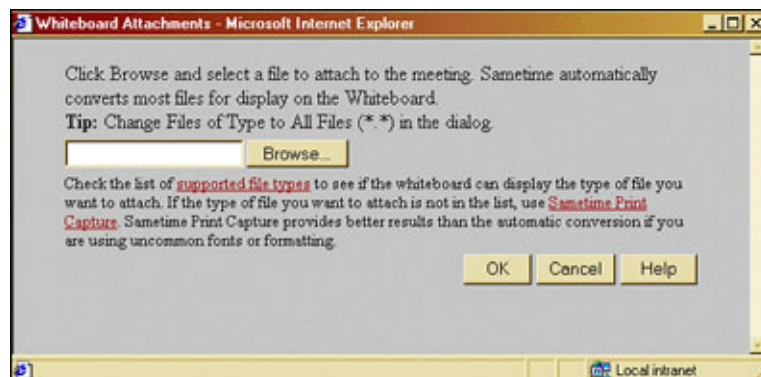 Whiteboard Attachments - Microsoft Internet Explorer
Click Browse and select a file to attach to the meeting. Sametime automatically
converts most files for display on the Whiteboard.
Tip: Change Files of Type to All Files (*.*) in the dialog.
Browse...
Check the list of supported file types to see if the whiteboard can display the type of file you
want to attach. If the type of file you want to attach is not in the list, use Sametime Print
Capture. Sametime Print Capture provides better results than the automatic conversion if you
are using uncommon fonts or formatting.
OK Cancel Help
Local intranet